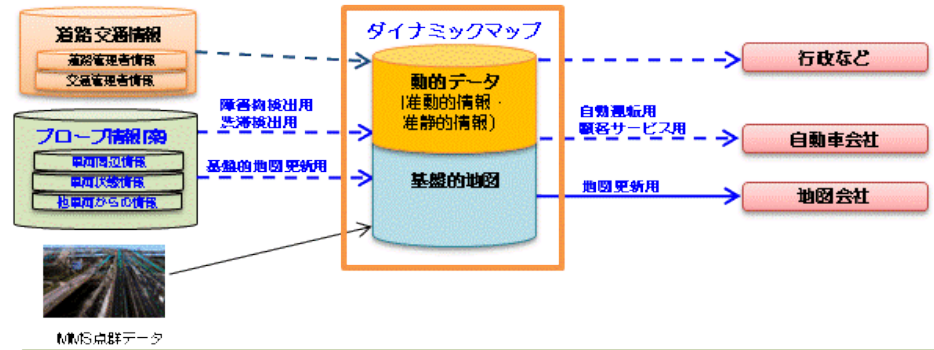 道路交通情報
道路管理者情報
交通管理者情報
プローブ情報(案)
車両周辺情報
車両状態情報
他車両からの情報
MMS点群データ
障害物検出用
渋滞検出用
基盤的地図更新用
ダイナミックマップ
動的データ
(准動的情報・
准静的情報)
基盤的地図
自動運転用
顧客サービス用
地図更新用
行政など
自動車会社
地図会社